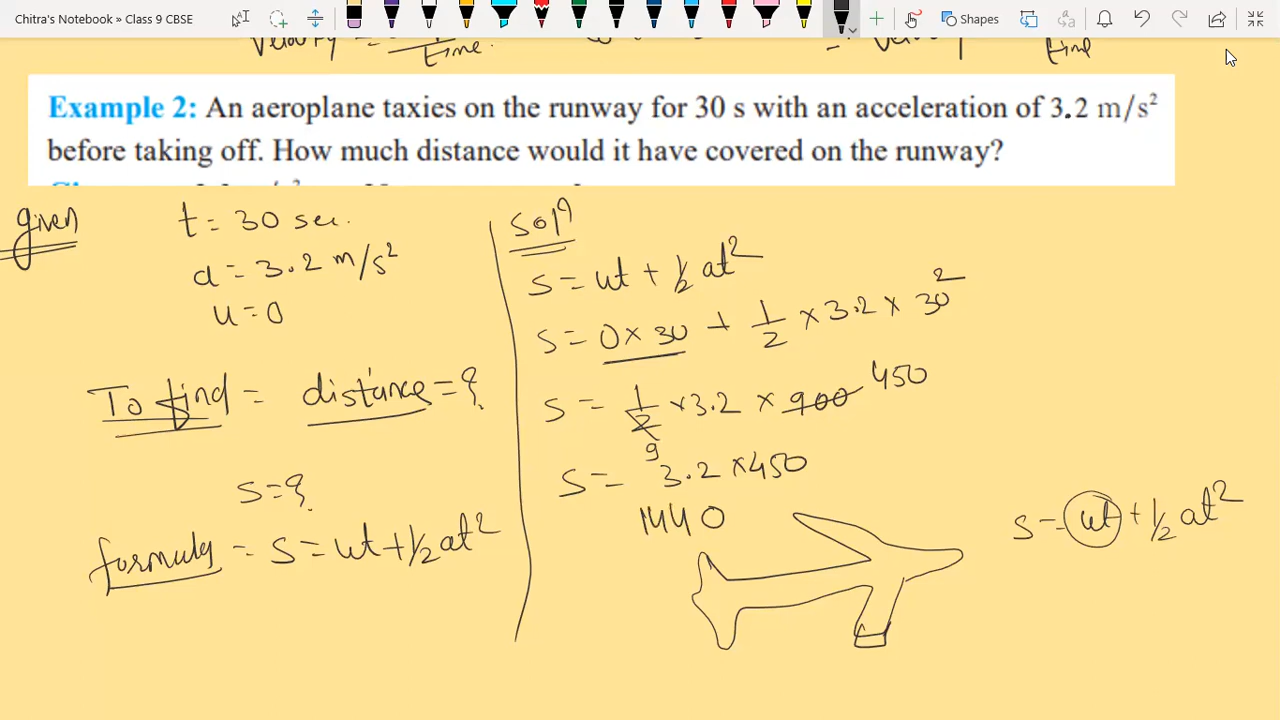 Chitra's Notebook » Class 9 CBSE
Shapes
Velocity = time.
= velocity time
Example 2: An aeroplane taxies on the runway for 30 s with an acceleration of 3.2 m/s²
before taking off. How much distance would it have covered on the runway?
given
t = 30 sec.
a = 3.2 m/s²
u = 0
To find = distance = ?
s = ?
formula = s = ut + ½ at²
Solⁿ
s = ut + ½ at²
s = 0 × 30 + 1/2 × 3.2 × 30²
s = 1/2 × 3.2 × 900 450
s = 3.2 × 450
1440
s = ut + ½ at²